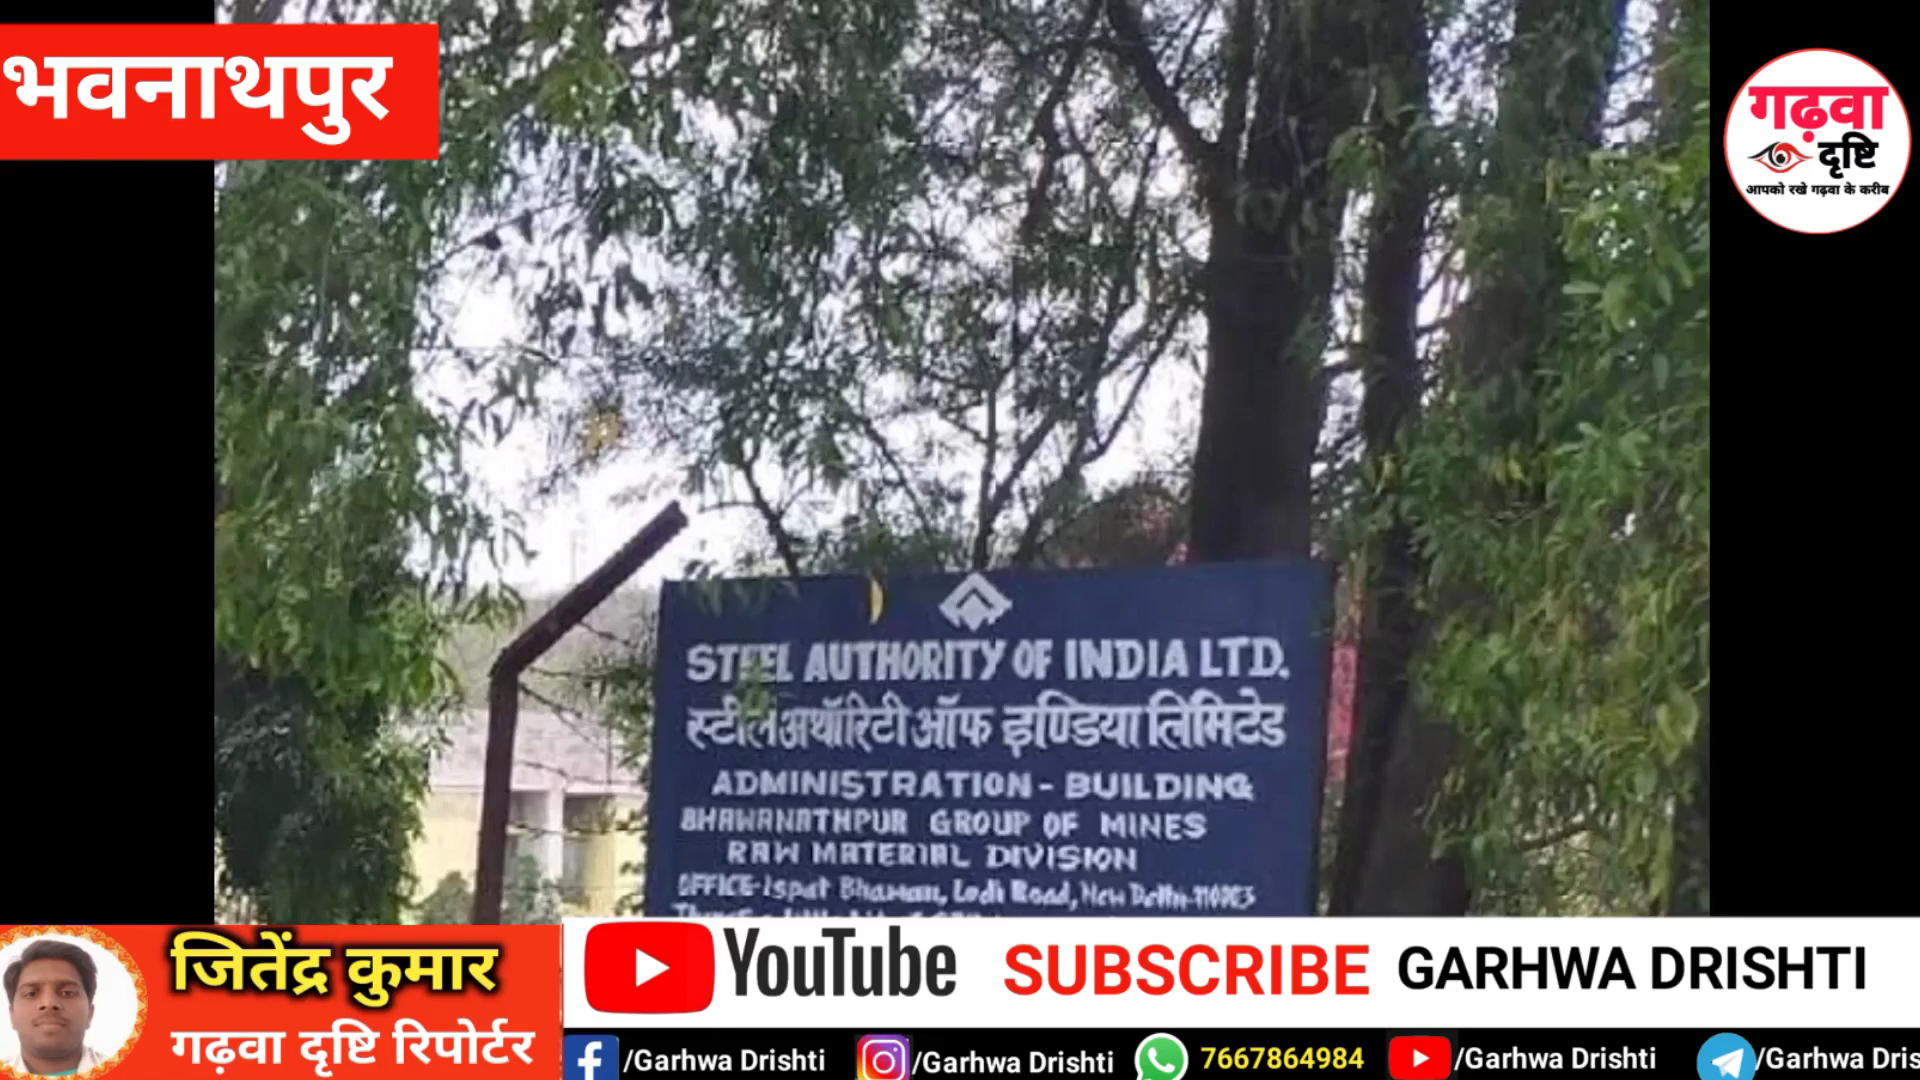 भवनाथपुर
गढ़वा
दृष्टि
आपको रखे गढ़वा के करीब
STEEL AUTHORITY OF INDIA LTD.
स्टील अथॉरिटी ऑफ इण्डिया लिमिटेड
ADMINISTRATION - BUILDING
BHAWANATHPUR GROUP OF MINES
RAW MATERIAL DIVISION
OFFICE-Ispat Bhawan, Lodi Road, New Delhi-110003
जितेंद्र कुमार
गढ़वा दृष्टि रिपोर्टर
YouTube SUBSCRIBE GARHWA DRISHTI
/Garhwa Drishti /Garhwa Drishti 7667864984 /Garhwa Drishti /Garhwa Dris